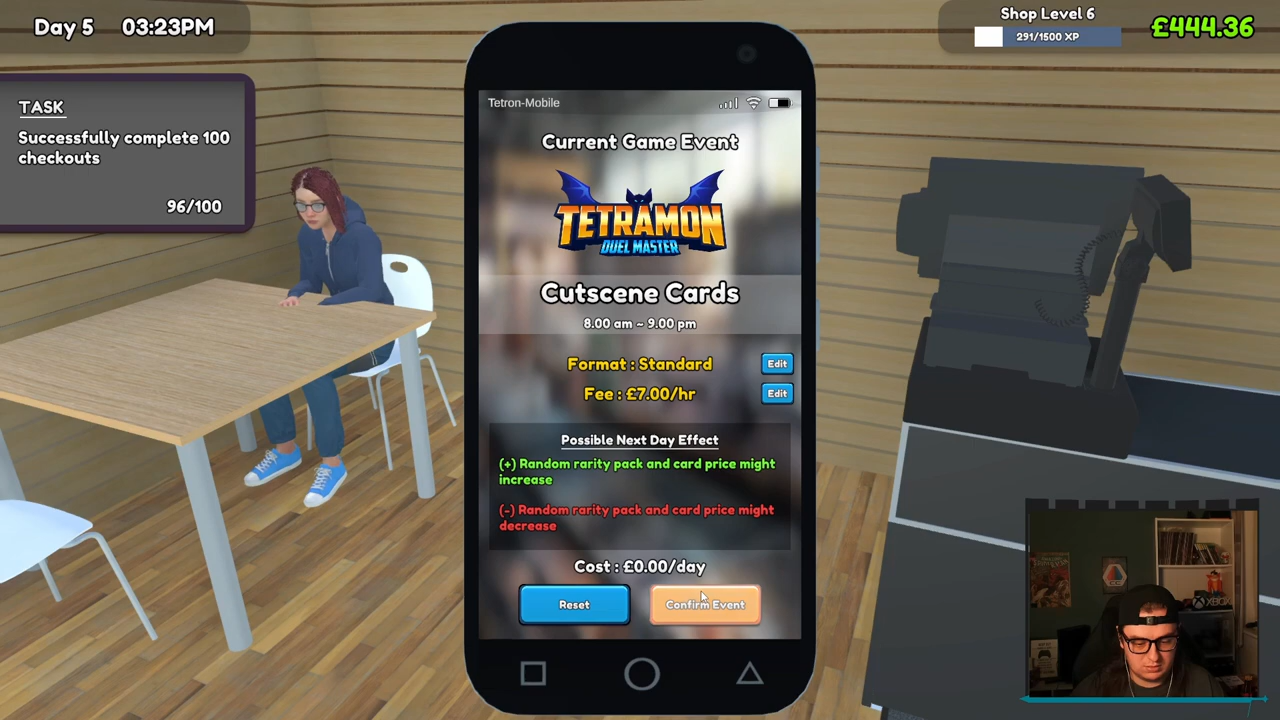 Day 5 03:23PM
Shop Level 6
291/1500 XP
£444.36
TASK
Successfully complete 100
checkouts
96/100
Tetron-Mobile
Current Game Event
TETRAMON
DUEL MASTER
Cutscene Cards
8.00 am ~ 9.00 pm
Format : Standard
Edit
Fee : £7.00/hr
Edit
Possible Next Day Effect
(+) Random rarity pack and card price might
increase
(-) Random rarity pack and card price might
decrease
Cost : £0.00/day
Reset
Confirm Event
XBOX